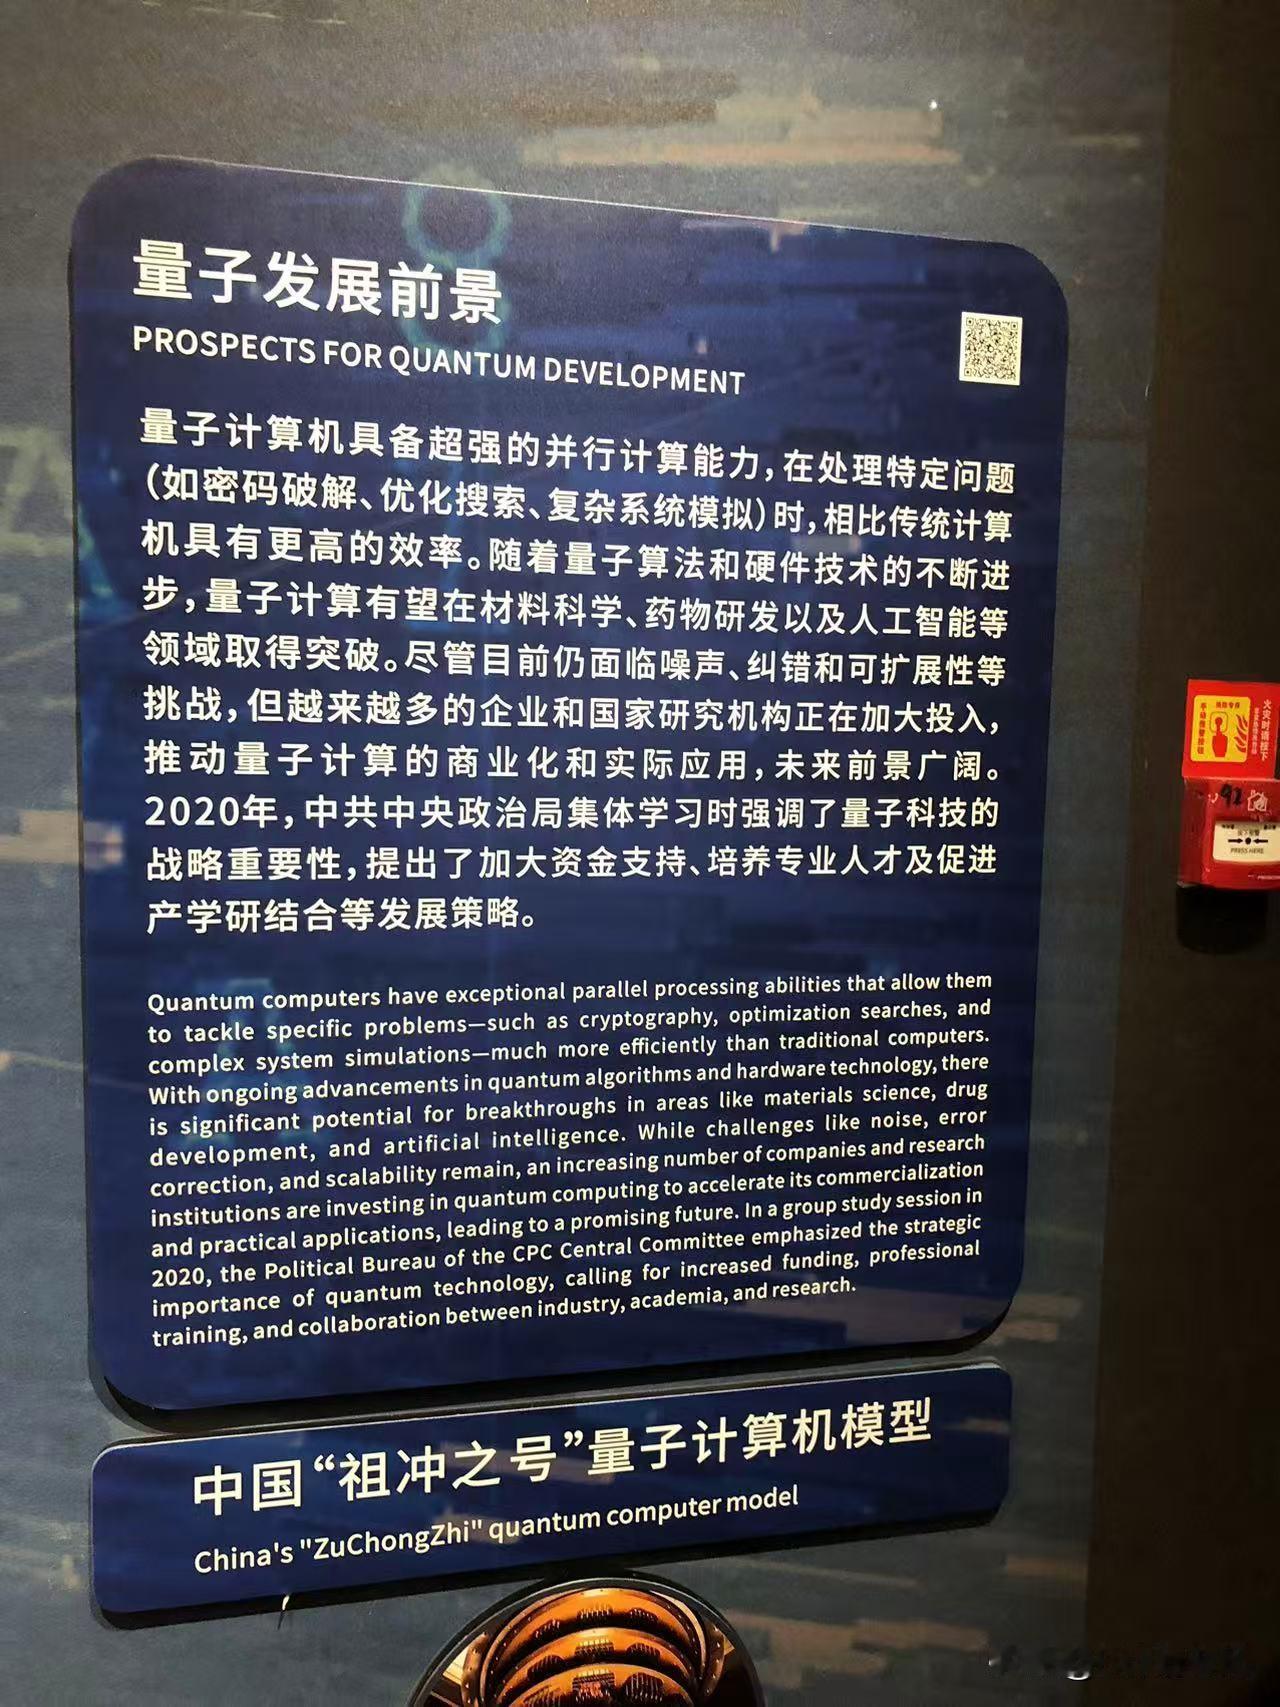 量子发展前景
PROSPECTS FOR QUANTUM DEVELOPMENT
量子计算机具备超强的并行计算能力，在处理特定问题
（如密码破解、优化搜索、复杂系统模拟）时，相比传统计算
机具有更高的效率。随着量子算法和硬件技术的不断进
步，量子计算有望在材料科学、药物研发以及人工智能等
领域取得突破。尽管目前仍面临噪声、纠错和可扩展性等
挑战，但越来越多的企业和国家研究机构正在加大投入，
推动量子计算的商业化和实际应用，未来前景广阔。
2020年，中共中央政治局集体学习时强调了量子科技的
战略重要性，提出了加大资金支持、培养专业人才及促进
产学研结合等发展策略。
Quantum computers have exceptional parallel processing abilities that allow them
to tackle specific problems—such as cryptography, optimization searches, and
complex system simulations—much more efficiently than traditional computers.
With ongoing advancements in quantum algorithms and hardware technology, there
is significant potential for breakthroughs in areas like materials science, drug
development, and artificial intelligence. While challenges like noise, error
correction, and scalability remain, an increasing number of companies and research
institutions are investing in quantum computing to accelerate its commercialization
and practical applications, leading to a promising future. In a group study session in
2020, the Political Bureau of the CPC Central Committee emphasized the strategic
importance of quantum technology, calling for increased funding, professional
training, and collaboration between industry, academia, and research.
中国“祖冲之号”量子计算机模型
China's "ZuChongZhi" quantum computer model
消防专用
手动报警按钮
火灾时请按下
92
PRESS HERE